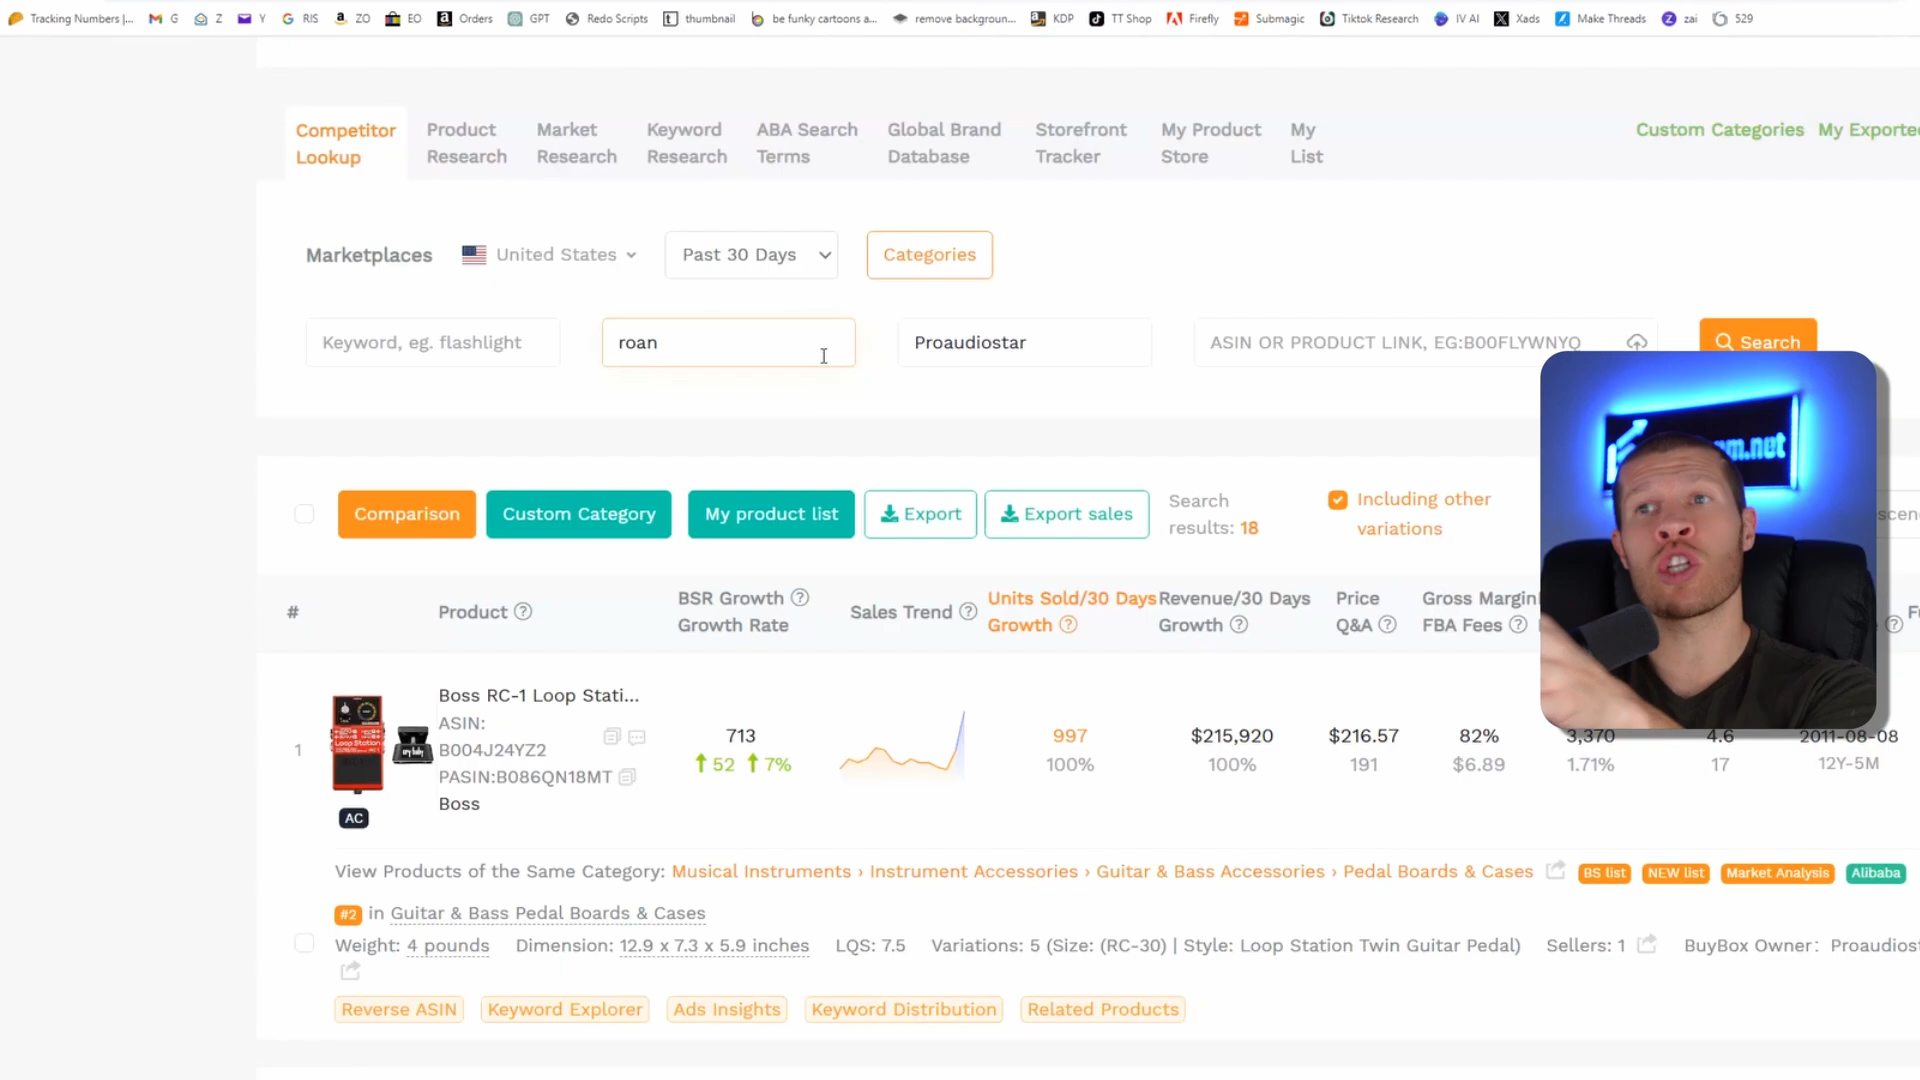 Tracking Numbers |... G Z Y RIS ZO EO Orders GPT Redo Scripts thumbnail be funky cartoons a... remove backgroun... KDP TT Shop Firefly Submagic Tiktok Research IV AI Xads Make Threads zai 529
Competitor Lookup
Product Research
Market Research
Keyword Research
ABA Search Terms
Global Brand Database
Storefront Tracker
My Product Store
My List
Custom Categories My Exported
Marketplaces United States Past 30 Days Categories
Keyword, eg. flashlight roan Proaudiostar ASIN OR PRODUCT LINK, EG:B00FLYWNYQ Search
m.net
Comparison Custom Category My product list Export Export sales
Search
results: 18
Including other
variations
# Product
BSR Growth
Growth Rate
Sales Trend
Units Sold/30 Days
Growth
Revenue/30 Days
Growth
Price
Q&A
Gross Margin
FBA Fees
Boss RC-1 Loop Stati...
ASIN:
B004J24YZ2
PASIN:B086QN18MT
Boss
Loop Station
cry baby
AC
1
713
52 7%
997
100%
$215,920
100%
$216.57
191
82%
$6.89
3,370
1.71%
4.6
17
2011-08-08
12Y-5M
View Products of the Same Category: Musical Instruments › Instrument Accessories › Guitar & Bass Accessories › Pedal Boards & Cases BS list NEW list Market Analysis Alibaba
#2 in Guitar & Bass Pedal Boards & Cases
Weight: 4 pounds Dimension: 12.9 x 7.3 x 5.9 inches LQS: 7.5 Variations: 5 (Size: (RC-30) | Style: Loop Station Twin Guitar Pedal) Sellers: 1 BuyBox Owner: Proaudiost
Reverse ASIN Keyword Explorer Ads Insights Keyword Distribution Related Products